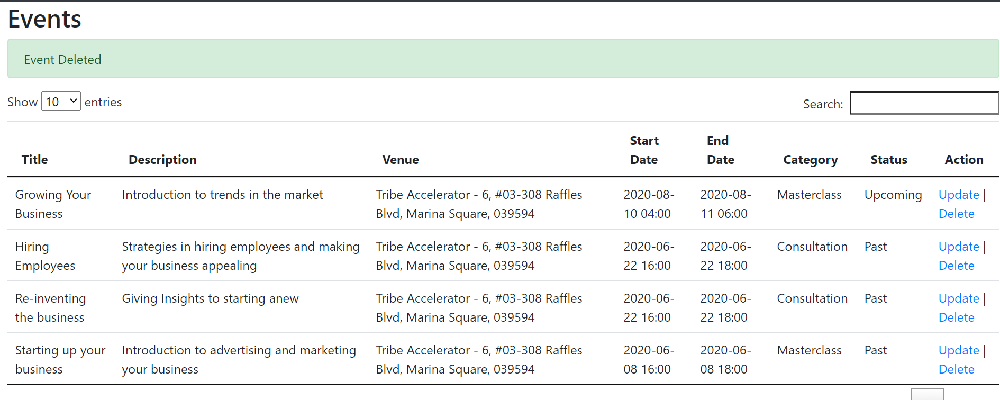 Events
Event Deleted
Show 10 entries
Search:
Title Description Venue Start Date End Date Category Status Action
Growing Your Introduction to trends in the market Tribe Accelerator - 6, #03-308 Raffles 2020-08- 2020-08- Masterclass Upcoming Update |
Business Blvd, Marina Square, 039594 10 04:00 11 06:00 Delete
Hiring Strategies in hiring employees and making Tribe Accelerator - 6, #03-308 Raffles 2020-06- 2020-06- Consultation Past Update |
Employees your business appealing Blvd, Marina Square, 039594 22 16:00 22 18:00 Delete
Re-inventing Giving Insights to starting anew Tribe Accelerator - 6, #03-308 Raffles 2020-06- 2020-06- Consultation Past Update |
the business Blvd, Marina Square, 039594 22 16:00 22 18:00 Delete
Starting up your Introduction to advertising and marketing Tribe Accelerator - 6, #03-308 Raffles 2020-06- 2020-06- Masterclass Past Update |
business your business Blvd, Marina Square, 039594 08 16:00 08 18:00 Delete